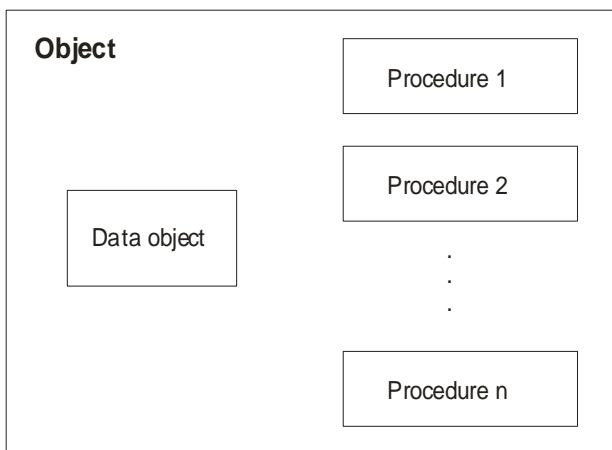 Object
Procedure 1
Procedure 2
Data object
.
.
.
Procedure n